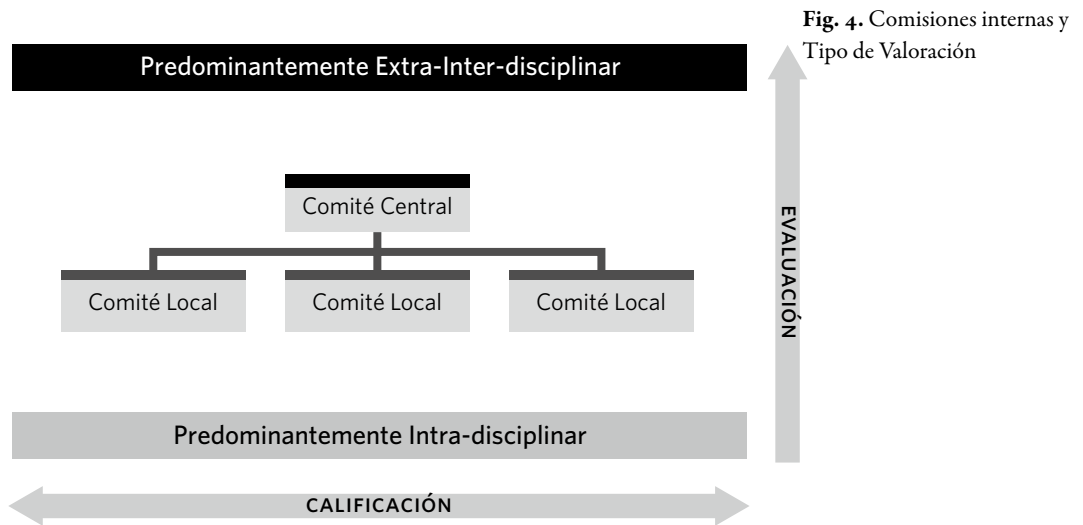 Fig. 4. Comisiones internas y
Tipo de Valoración
Predominantemente Extra-Inter-disciplinar
Comité Central
Comité Local
Comité Local
Comité Local
EVALUACIÓN
Predominantemente Intra-disciplinar
CALIFICACIÓN